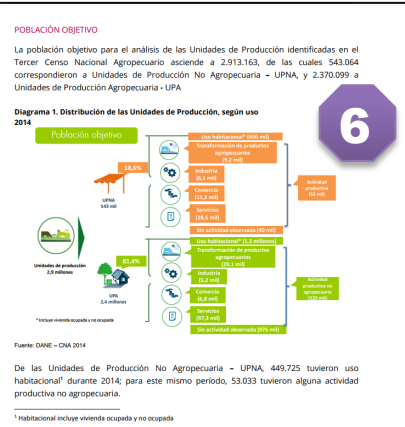 POBLACIÓN OBJETIVO
La población objetivo para el análisis de las Unidades de Producción identificadas en el
Tercer Censo Nacional Agropecuario asciende a 2.913.163, de las cuales 543.064
correspondieron a Unidades de Producción No Agropecuaria – UPNA, y 2.370.099 a
Unidades de Producción Agropecuaria - UPA
Diagrama 1. Distribución de las Unidades de Producción, según uso
2014
6
Población objetivo
Unidades de producción
2,9 millones
18,6%
UPNA
543 mil
Uso habitacional* (450 mil)
Transformación de productos
agropecuarios
(9,2 mil)
Industria
(6,1 mil)
Comercio
(11,2 mil)
Servicios
(28,5 mil)
Sin actividad observada (40 mil)
Actividad
productiva
(53 mil)
81,4%
UPA
2,4 millones
Uso habitacional* (1,3 millones)
Transformación de productos
agropecuarios
(39,1 mil)
Industria
(5,2 mil)
Comercio
(6,8 mil)
Servicios
(97,3 mil)
Sin actividad observada (975 mil)
Actividad
productiva no
agropecuaria
* Incluye vivienda ocupada y no ocupada
Fuente: DANE – CNA 2014
De las Unidades de Producción No Agropecuaria – UPNA, 449.725 tuvieron uso
habitacional¹ durante 2014; para este mismo período, 53.033 tuvieron alguna actividad
productiva no agropecuaria.
¹ Habitacional incluye vivienda ocupada y no ocupada